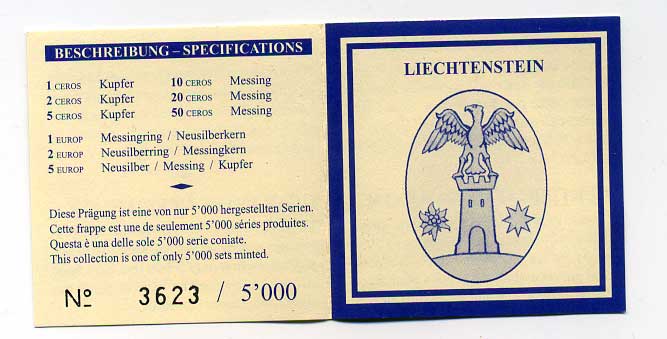 BESCHREIBUNG – SPECIFICATIONS
1 CEROS Kupfer 10 CEROS Messing
2 CEROS Kupfer 20 CEROS Messing
5 CEROS Kupfer 50 CEROS Messing
1 EUROP Messingring / Neusilberkern
2 EUROP Neusilberring / Messingkern
5 EUROP Neusilber / Messing / Kupfer
Diese Prägung ist eine von nur 5'000 hergestellten Serien.
Cette frappe est une de seulement 5'000 séries produites.
Questa è una delle sole 5'000 serie coniate.
This collection is one of only 5'000 sets minted.
Nº 3623 / 5'000
LIECHTENSTEIN